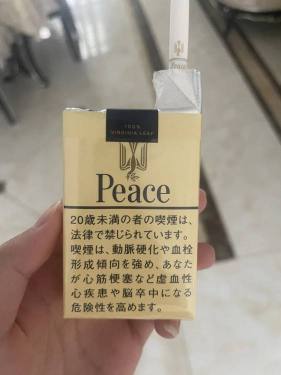 Peace
100%
VIRGINIA LEAF
Peace
20歳未満の者の喫煙は、
法律で禁じられています。
喫煙は、動脈硬化や血栓
形成傾向を強め、あなた
が心筋梗塞など虚血性
心疾患や脳卒中になる
危険性を高めます。